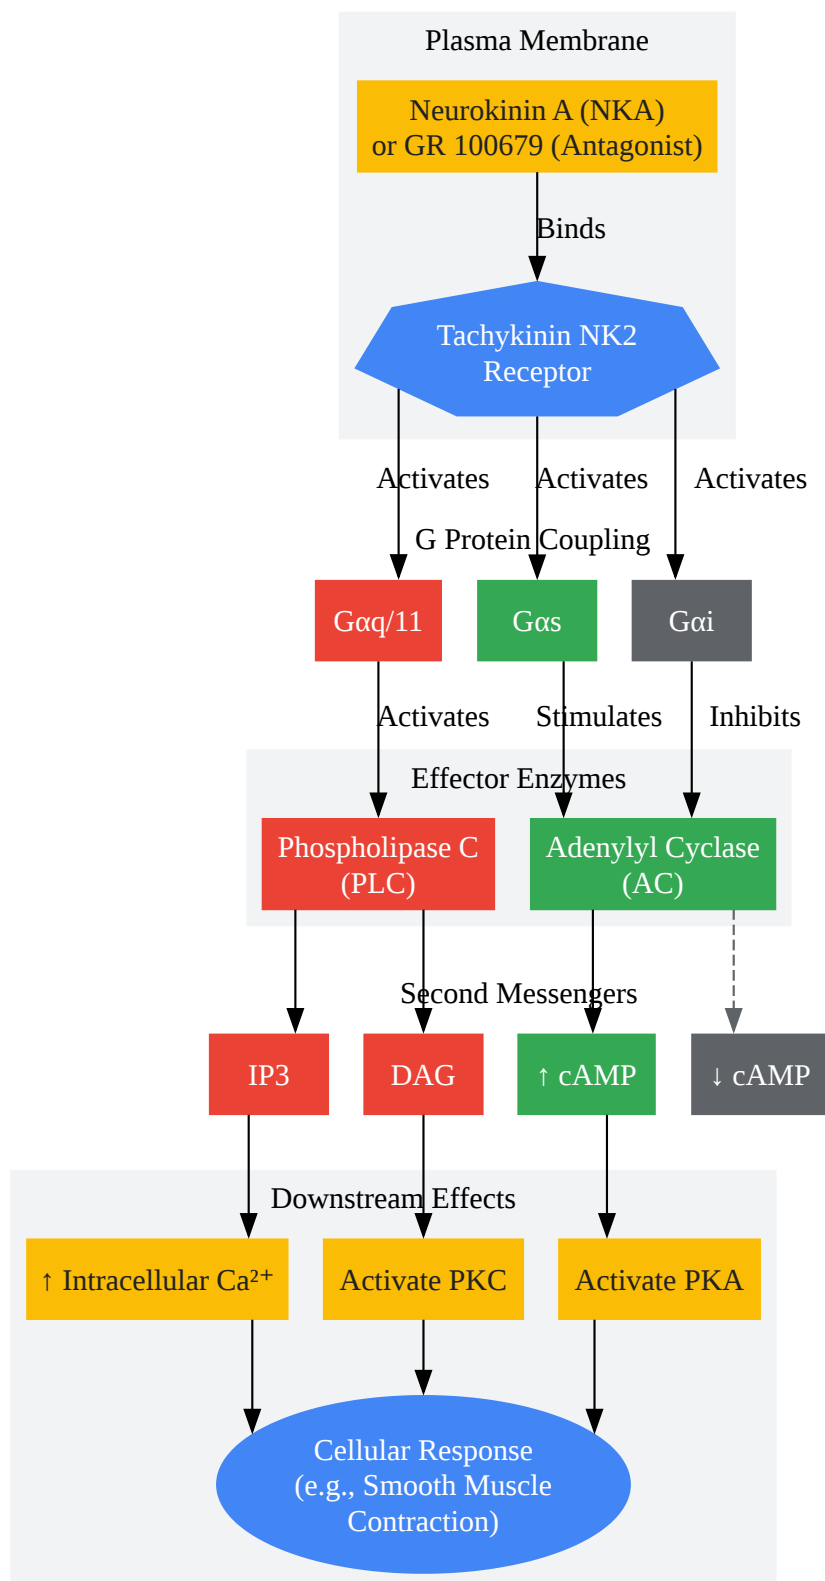 Plasma Membrane
Neurokinin A (NKA)
or GR 100679 (Antagonist)
Binds
Tachykinin NK2
Receptor
Activates
Activates
Activates
G Protein Coupling
Gαq/11
Gαs
Gαi
Activates
Stimulates
Inhibits
Effector Enzymes
Phospholipase C
(PLC)
Adenylyl Cyclase
(AC)
Second Messengers
IP3
DAG
↑ cAMP
↓ cAMP
Downstream Effects
↑ Intracellular Ca²⁺
Activate PKC
Activate PKA
Cellular Response
(e.g., Smooth Muscle
Contraction)